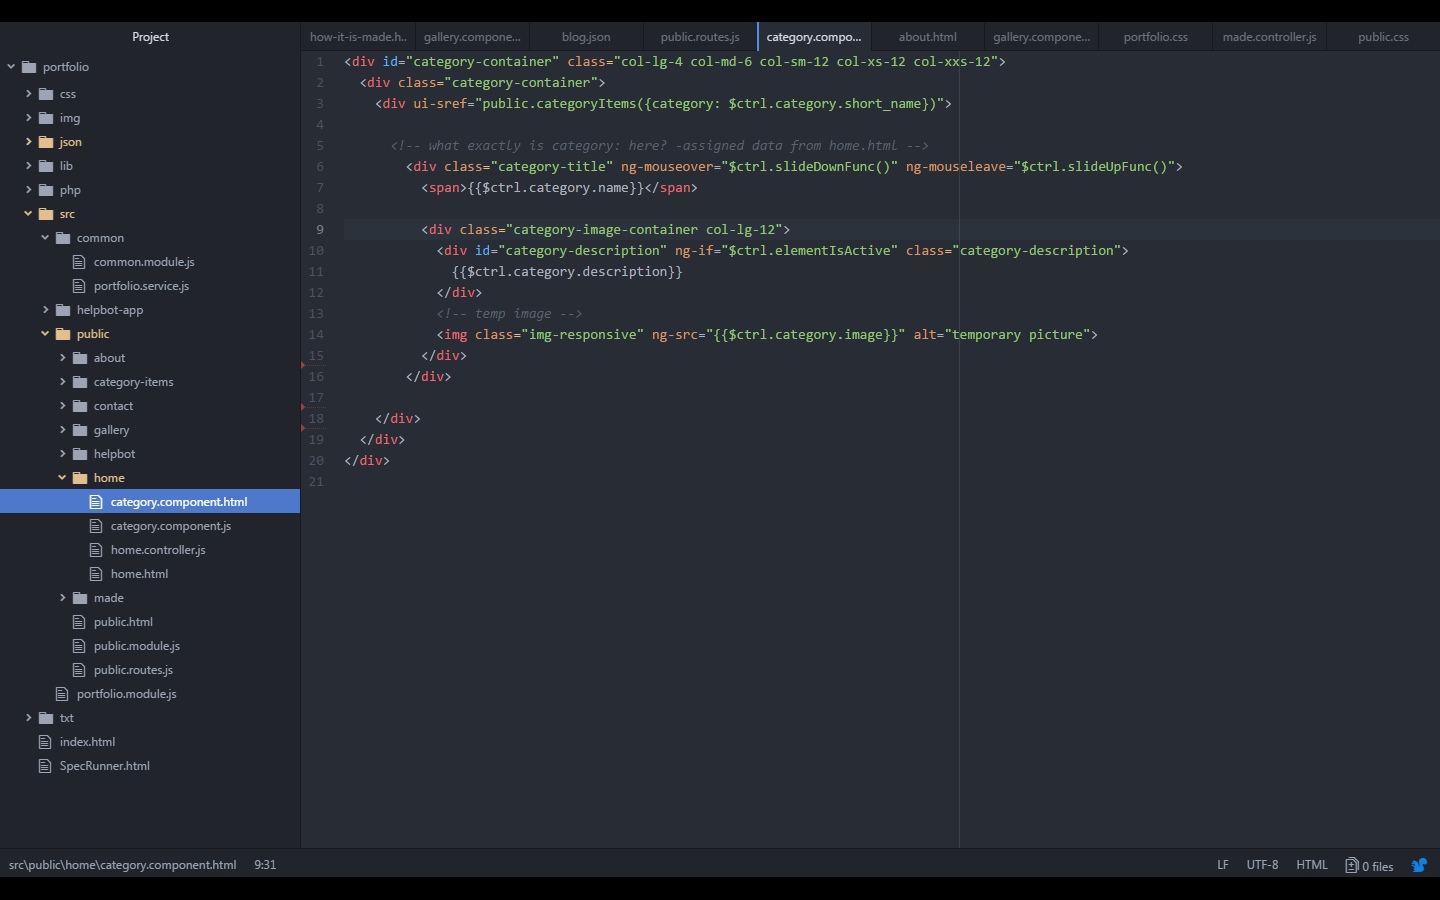 Project
portfolio
css
img
json
lib
php
src
common
common.module.js
portfolio.service.js
helpbot-app
public
about
category-items
contact
gallery
helpbot
home
category.component.html
category.component.js
home.controller.js
home.html
made
public.html
public.module.js
public.routes.js
portfolio.module.js
txt
index.html
SpecRunner.html
how-it-is-made.h.. gallery.compone... blog.json public.routes.js category.compo... about.html gallery.compone... portfolio.css made.controller.js public.css
1 <div id="category-container" class="col-lg-4 col-md-6 col-sm-12 col-xs-12 col-xxs-12">
2 <div class="category-container">
3 <div ui-sref="public.categoryItems({category: $ctrl.category.short_name})">
4
5 <!-- what exactly is category: here? -assigned data from home.html -->
6 <div class="category-title" ng-mouseover="$ctrl.slideDownFunc()" ng-mouseleave="$ctrl.slideUpFunc()">
7 <span>{{$ctrl.category.name}}</span>
8
9 <div class="category-image-container col-lg-12">
10 <div id="category-description" ng-if="$ctrl.elementIsActive" class="category-description">
11 {{$ctrl.category.description}}
12 </div>
13 <!-- temp image -->
14 <img class="img-responsive" ng-src="{{$ctrl.category.image}}" alt="temporary picture">
15 </div>
16 </div>
17
18 </div>
19 </div>
20 </div>
21
src\public\home\category.component.html 9:31 LF UTF-8 HTML 0 files